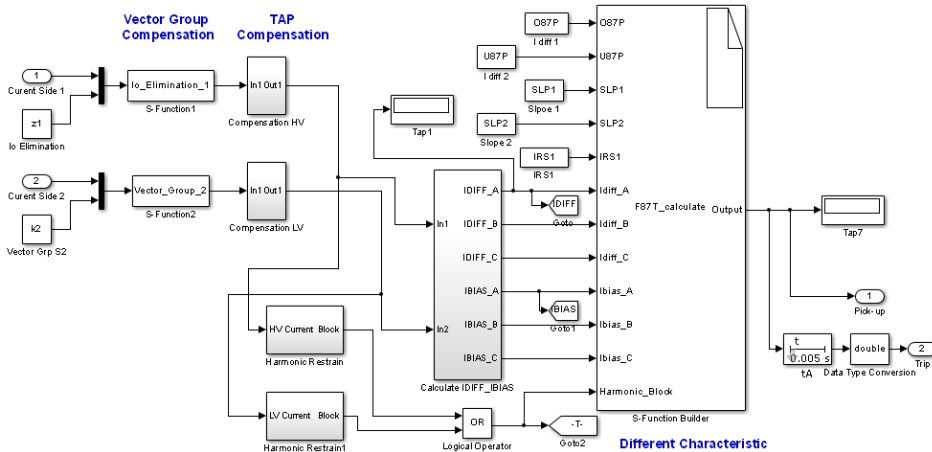 Vector Group
Compensation
TAP
Compensation
1
Curent Side 1
z1
Io Elimination
Io_Elimination_1
S-Function1
In1 Out1
Compensation HV
2
Curent Side 2
k2
Vector Grp S2
Vector_Group_2
S-Function2
In1 Out1
Compensation LV
Tap1
HV Current Block
Harmonic Restrain
LV Current Block
Harmonic Restrain1
In1
In2
IDIFF_A
IDIFF_B
IDIFF_C
IBIAS_A
IBIAS_B
IBIAS_C
Calculate IDIFF_IBIAS
OR
Logical Operator
O87P
I diff 1
U87P
I diff 2
SLP1
Slpoe 1
SLP2
Slope 2
IRS1
IRS1
IDIFF
Goto
IBIAS
Goto1
-T-
Goto2
O87P
U87P
SLP1
SLP2
IRS1
Idiff_A
Idiff_B
Idiff_C
Ibias_A
Ibias_B
Ibias_C
Harmonic_Block
F87T_calculate
Output
S-Function Builder
Different Characteristic
Tap7
1
Pick-up
t
0.005 s
tA
double
Data Type Conversion
2
Trip